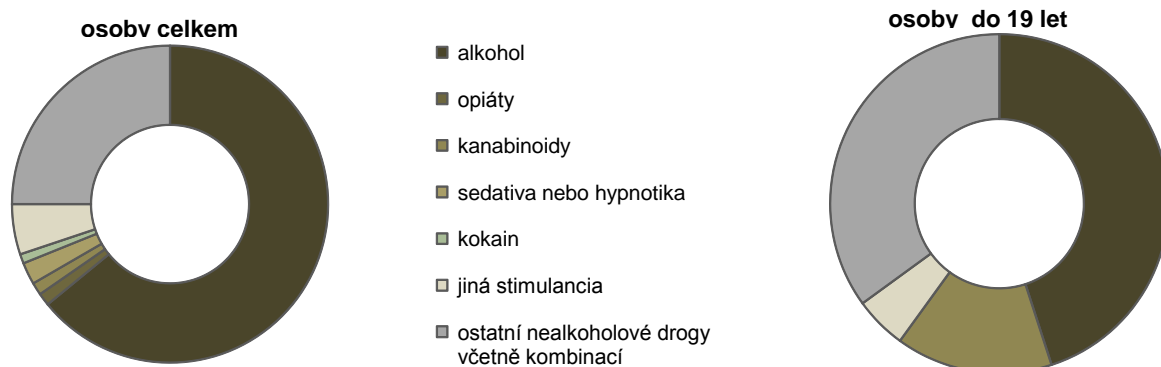 osoby celkem
osoby do 19 let
alkohol
opiáty
kanabinoidy
sedativa nebo hypnotika
kokain
jiná stimulancia
ostatní nealkoholové drogy
včetně kombinací